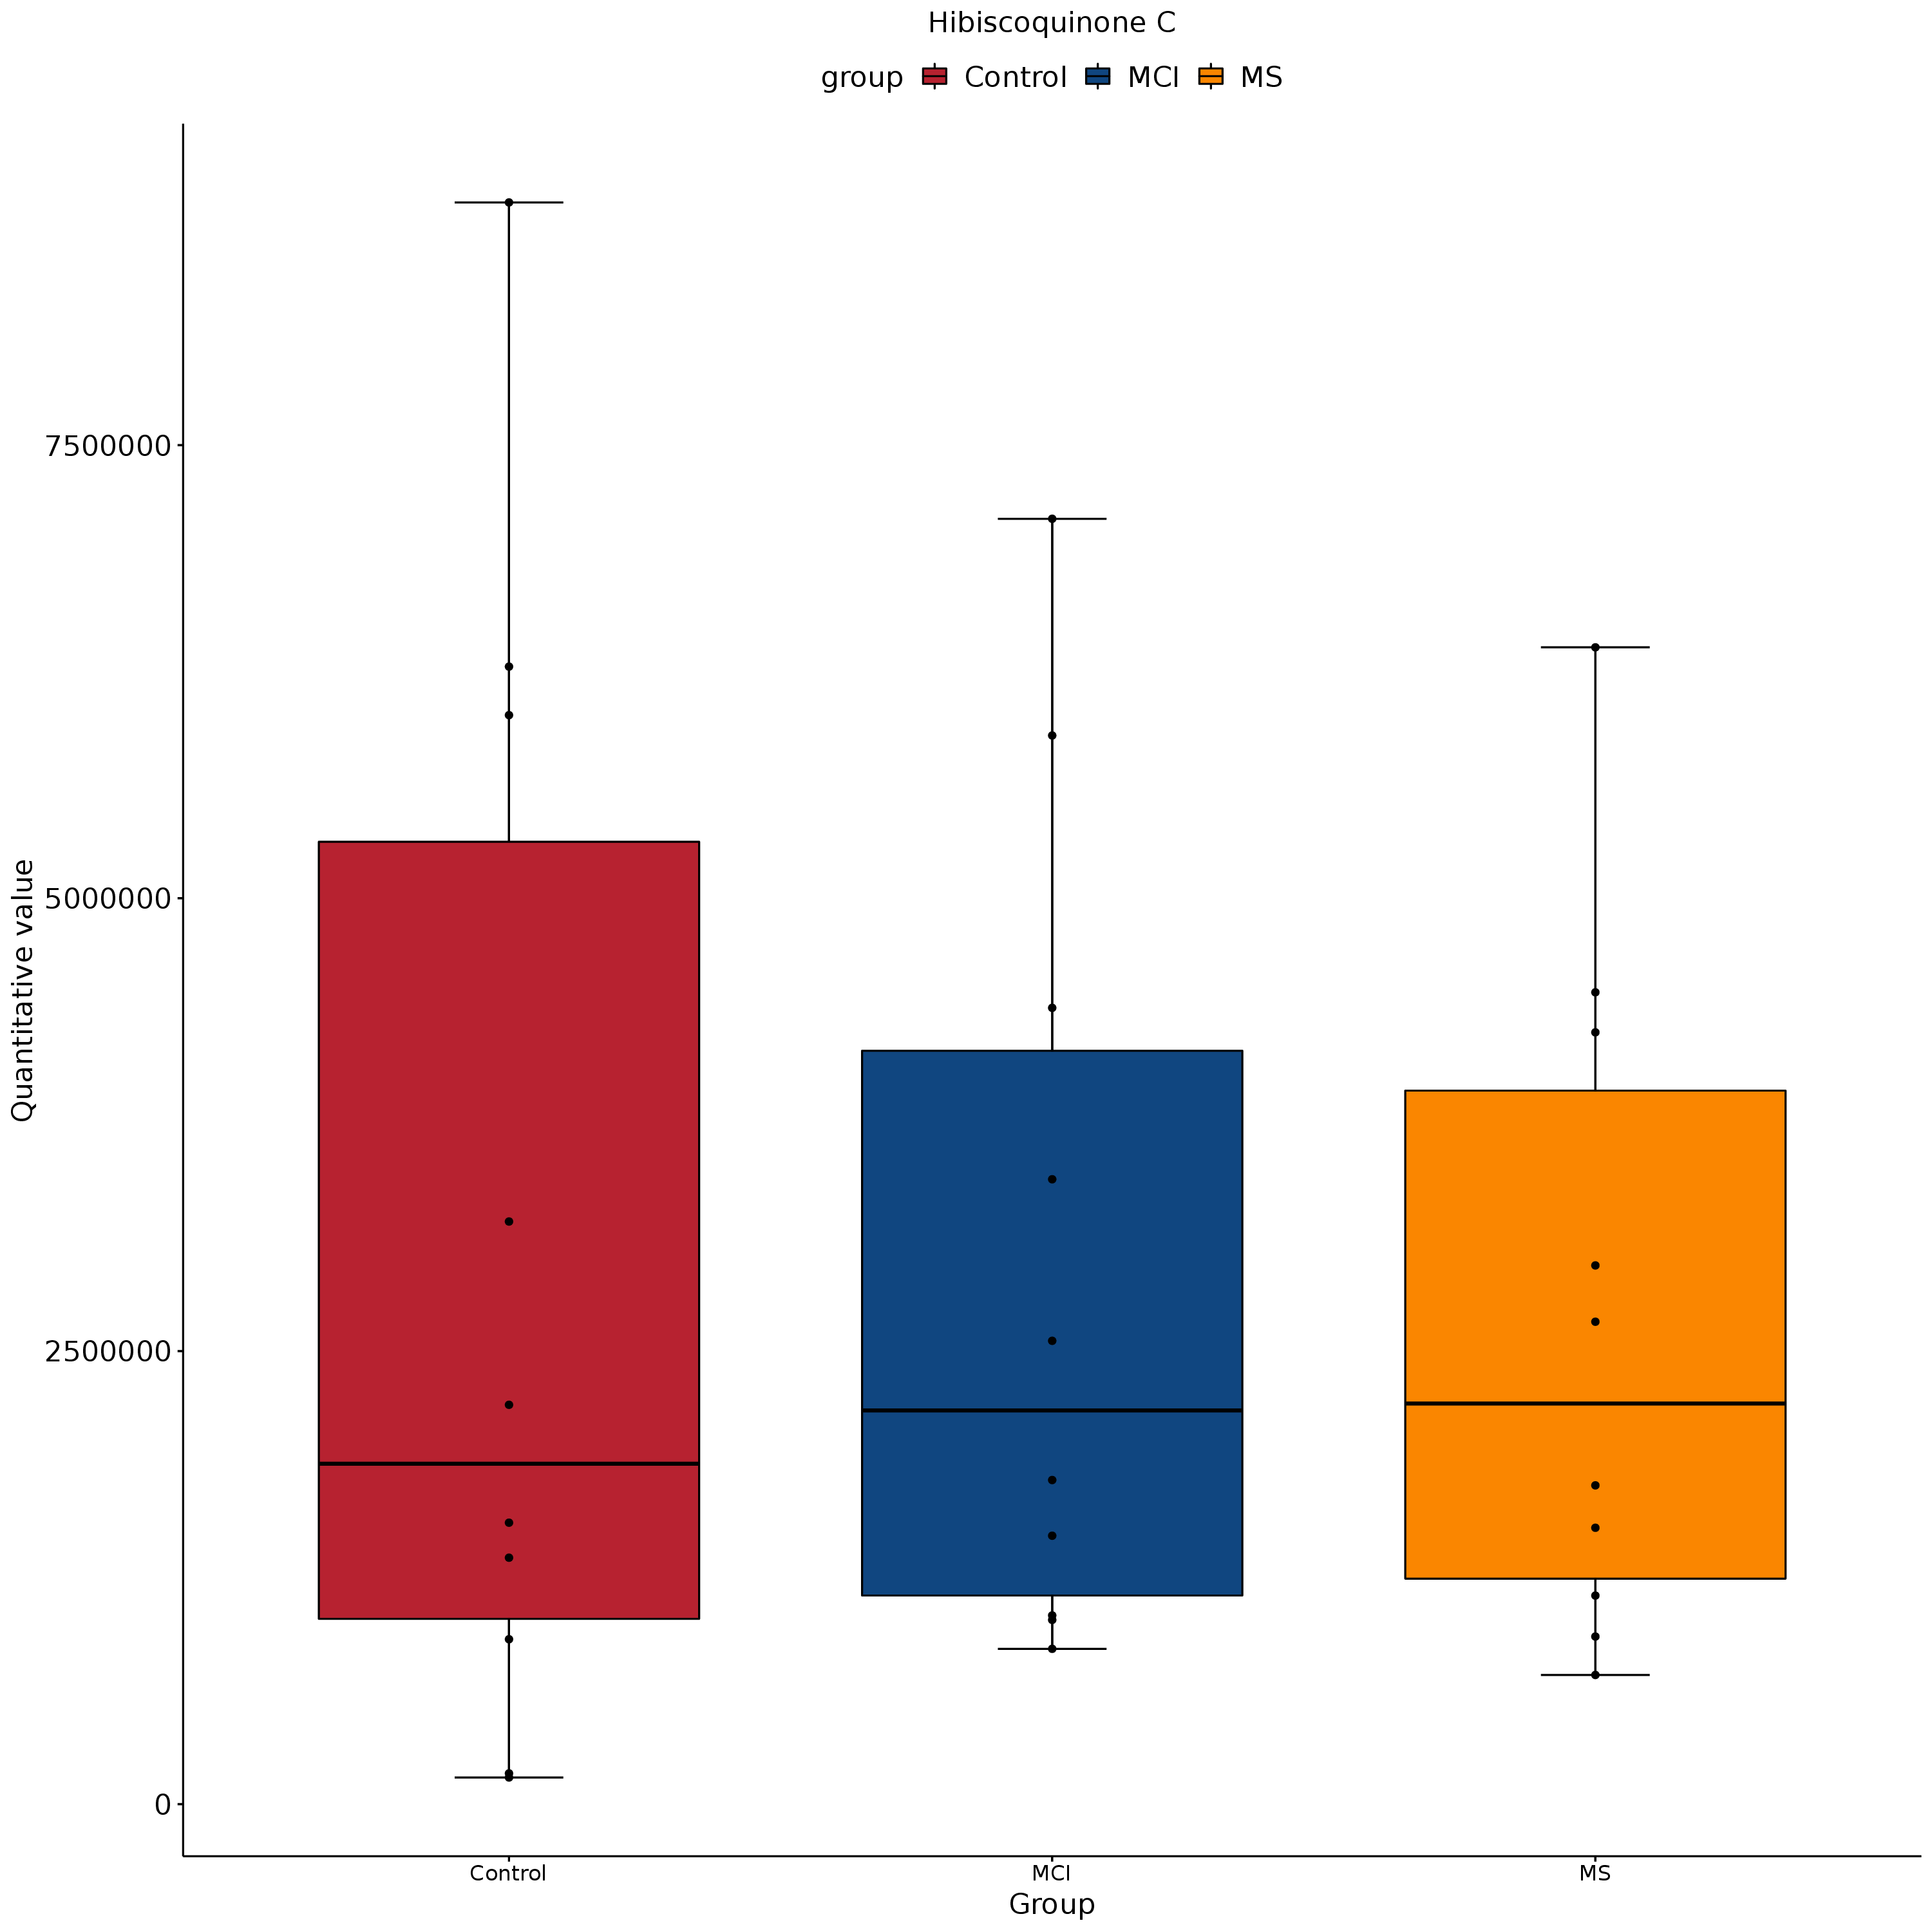 Hibiscoquinone C
group Control MCI MS
Quantitative value
7500000
5000000
2500000
0
Control MCI MS
Group